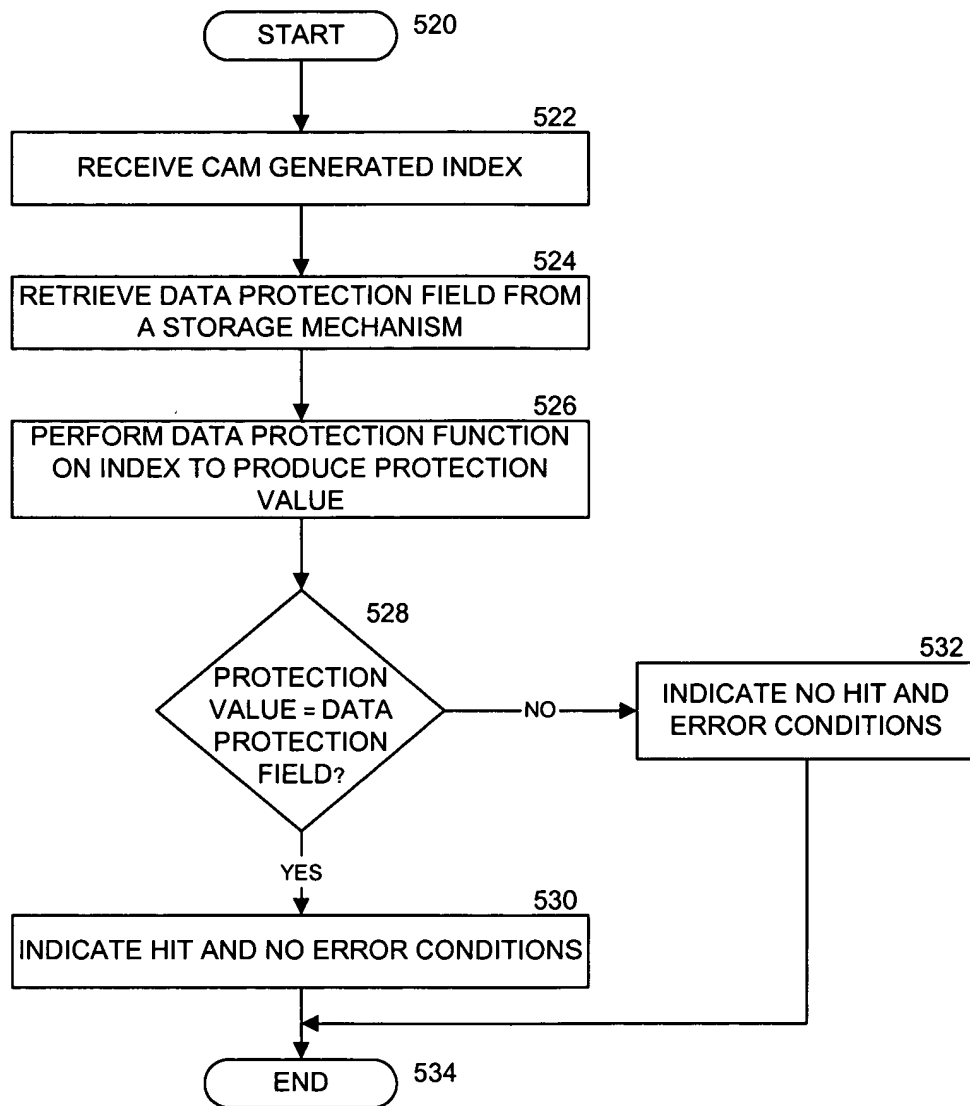 START 520
522
RECEIVE CAM GENERATED INDEX
524
RETRIEVE DATA PROTECTION FIELD FROM
A STORAGE MECHANISM
526
PERFORM DATA PROTECTION FUNCTION
ON INDEX TO PRODUCE PROTECTION
VALUE
528
PROTECTION
VALUE = DATA
PROTECTION
FIELD?
NO
532
INDICATE NO HIT AND
ERROR CONDITIONS
YES
530
INDICATE HIT AND NO ERROR CONDITIONS
END 534